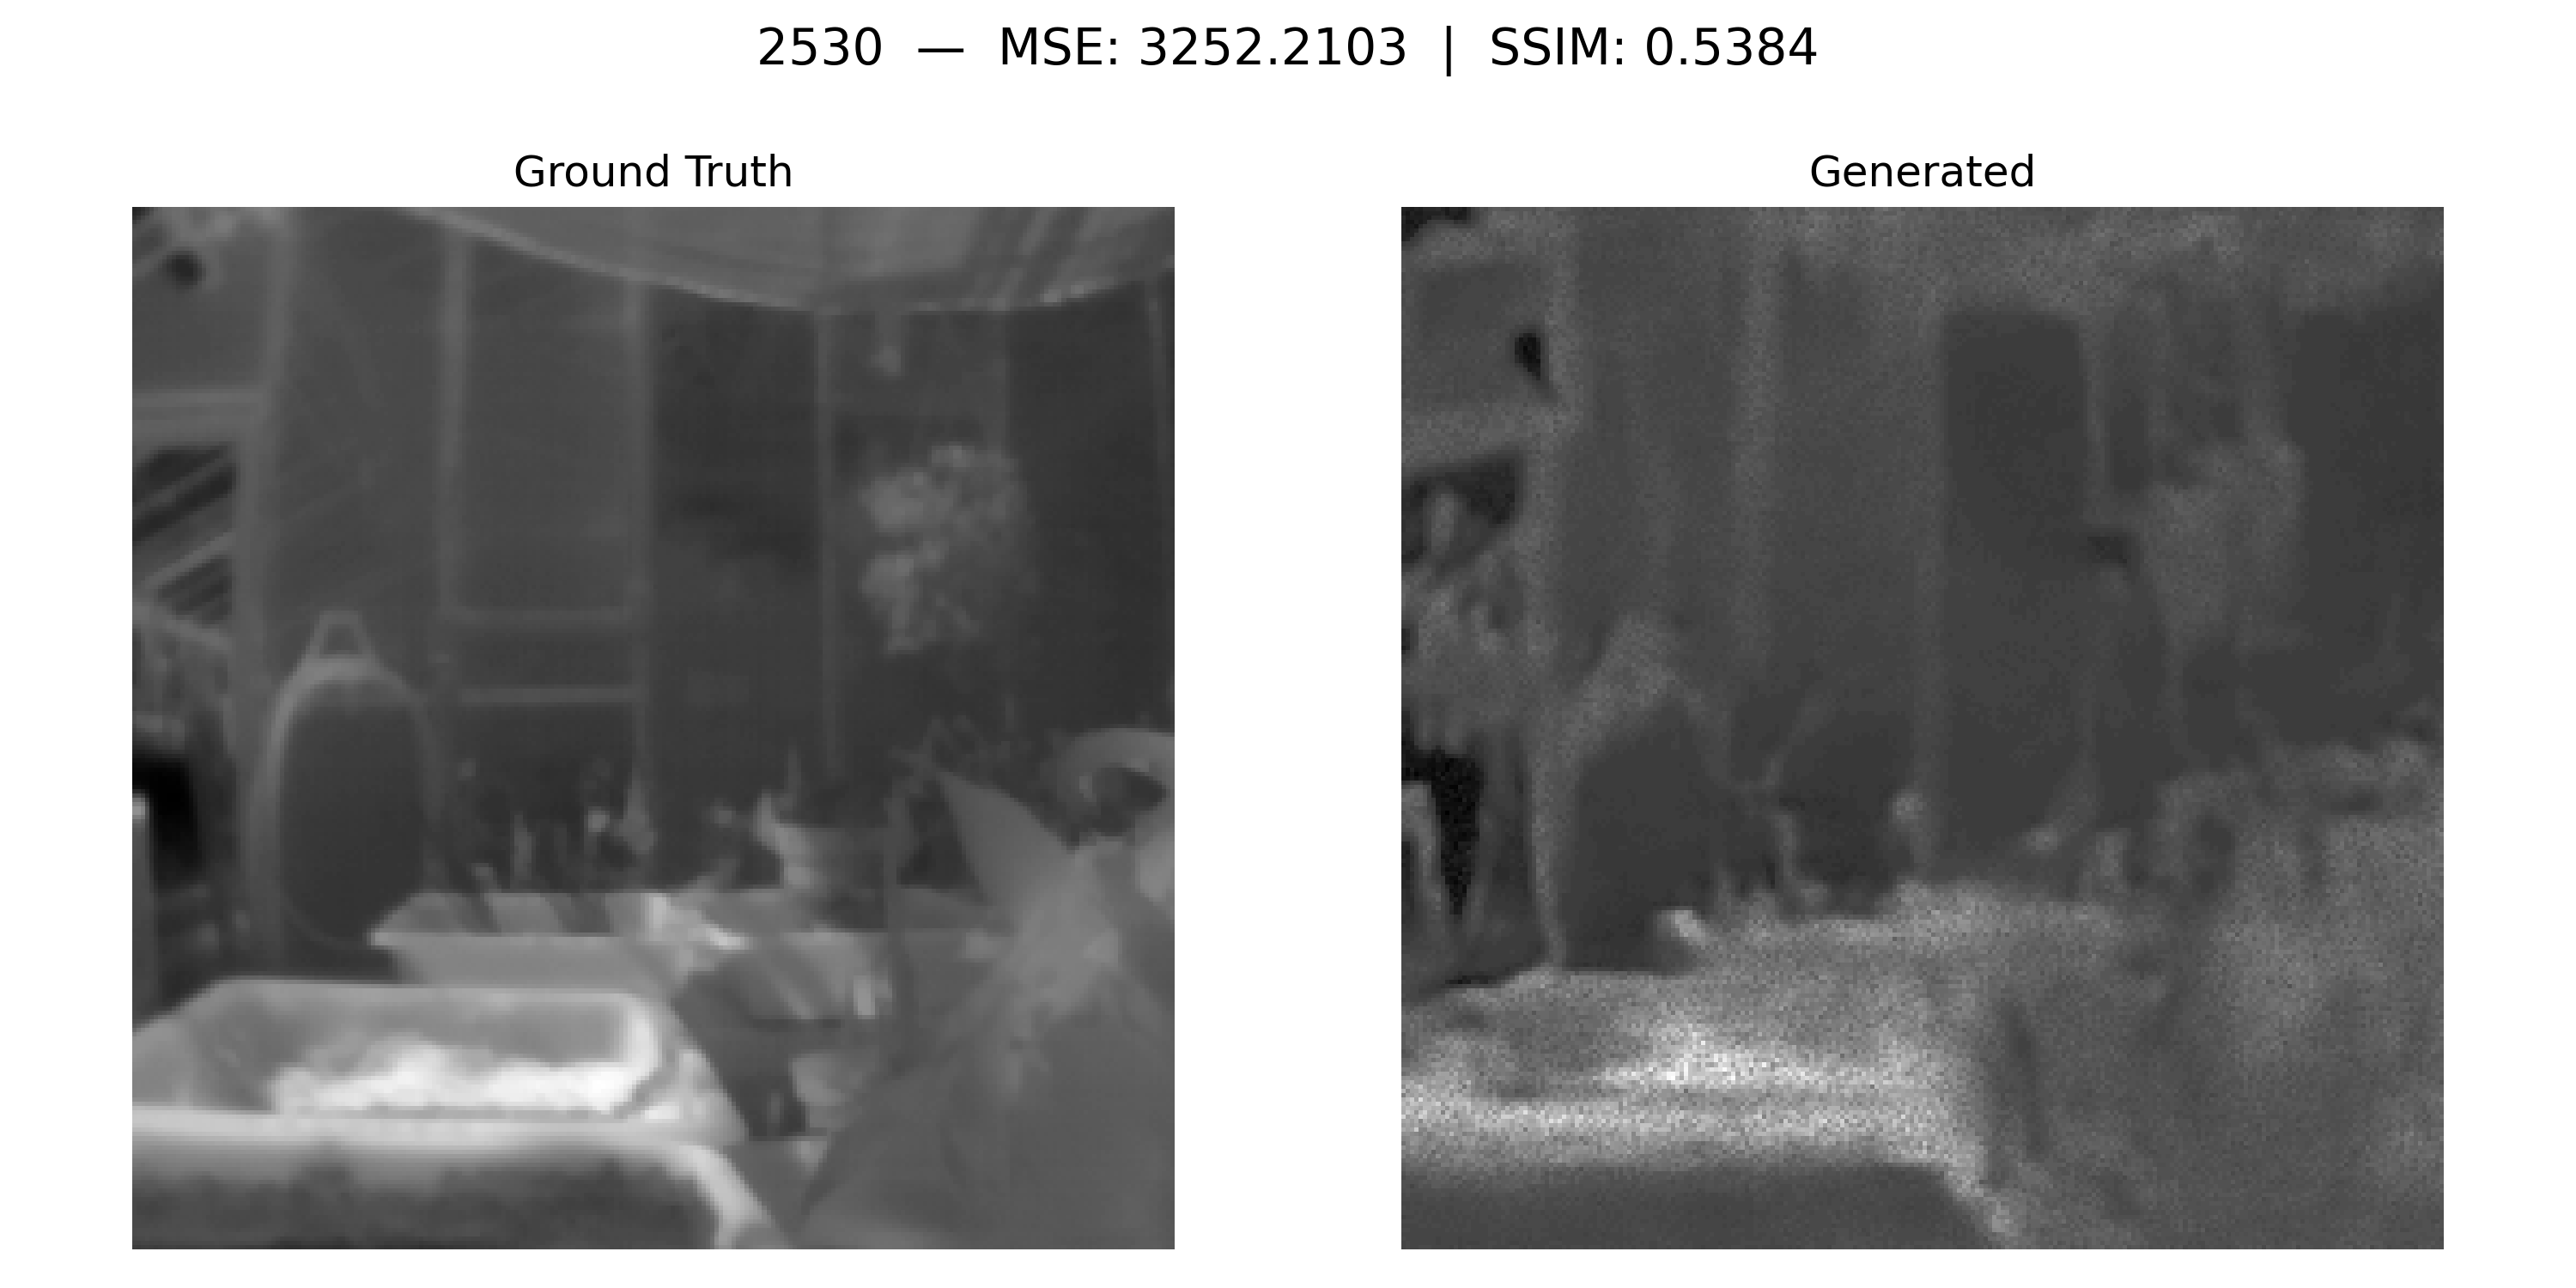 2530 — MSE: 3252.2103 | SSIM: 0.5384
Ground Truth
Generated